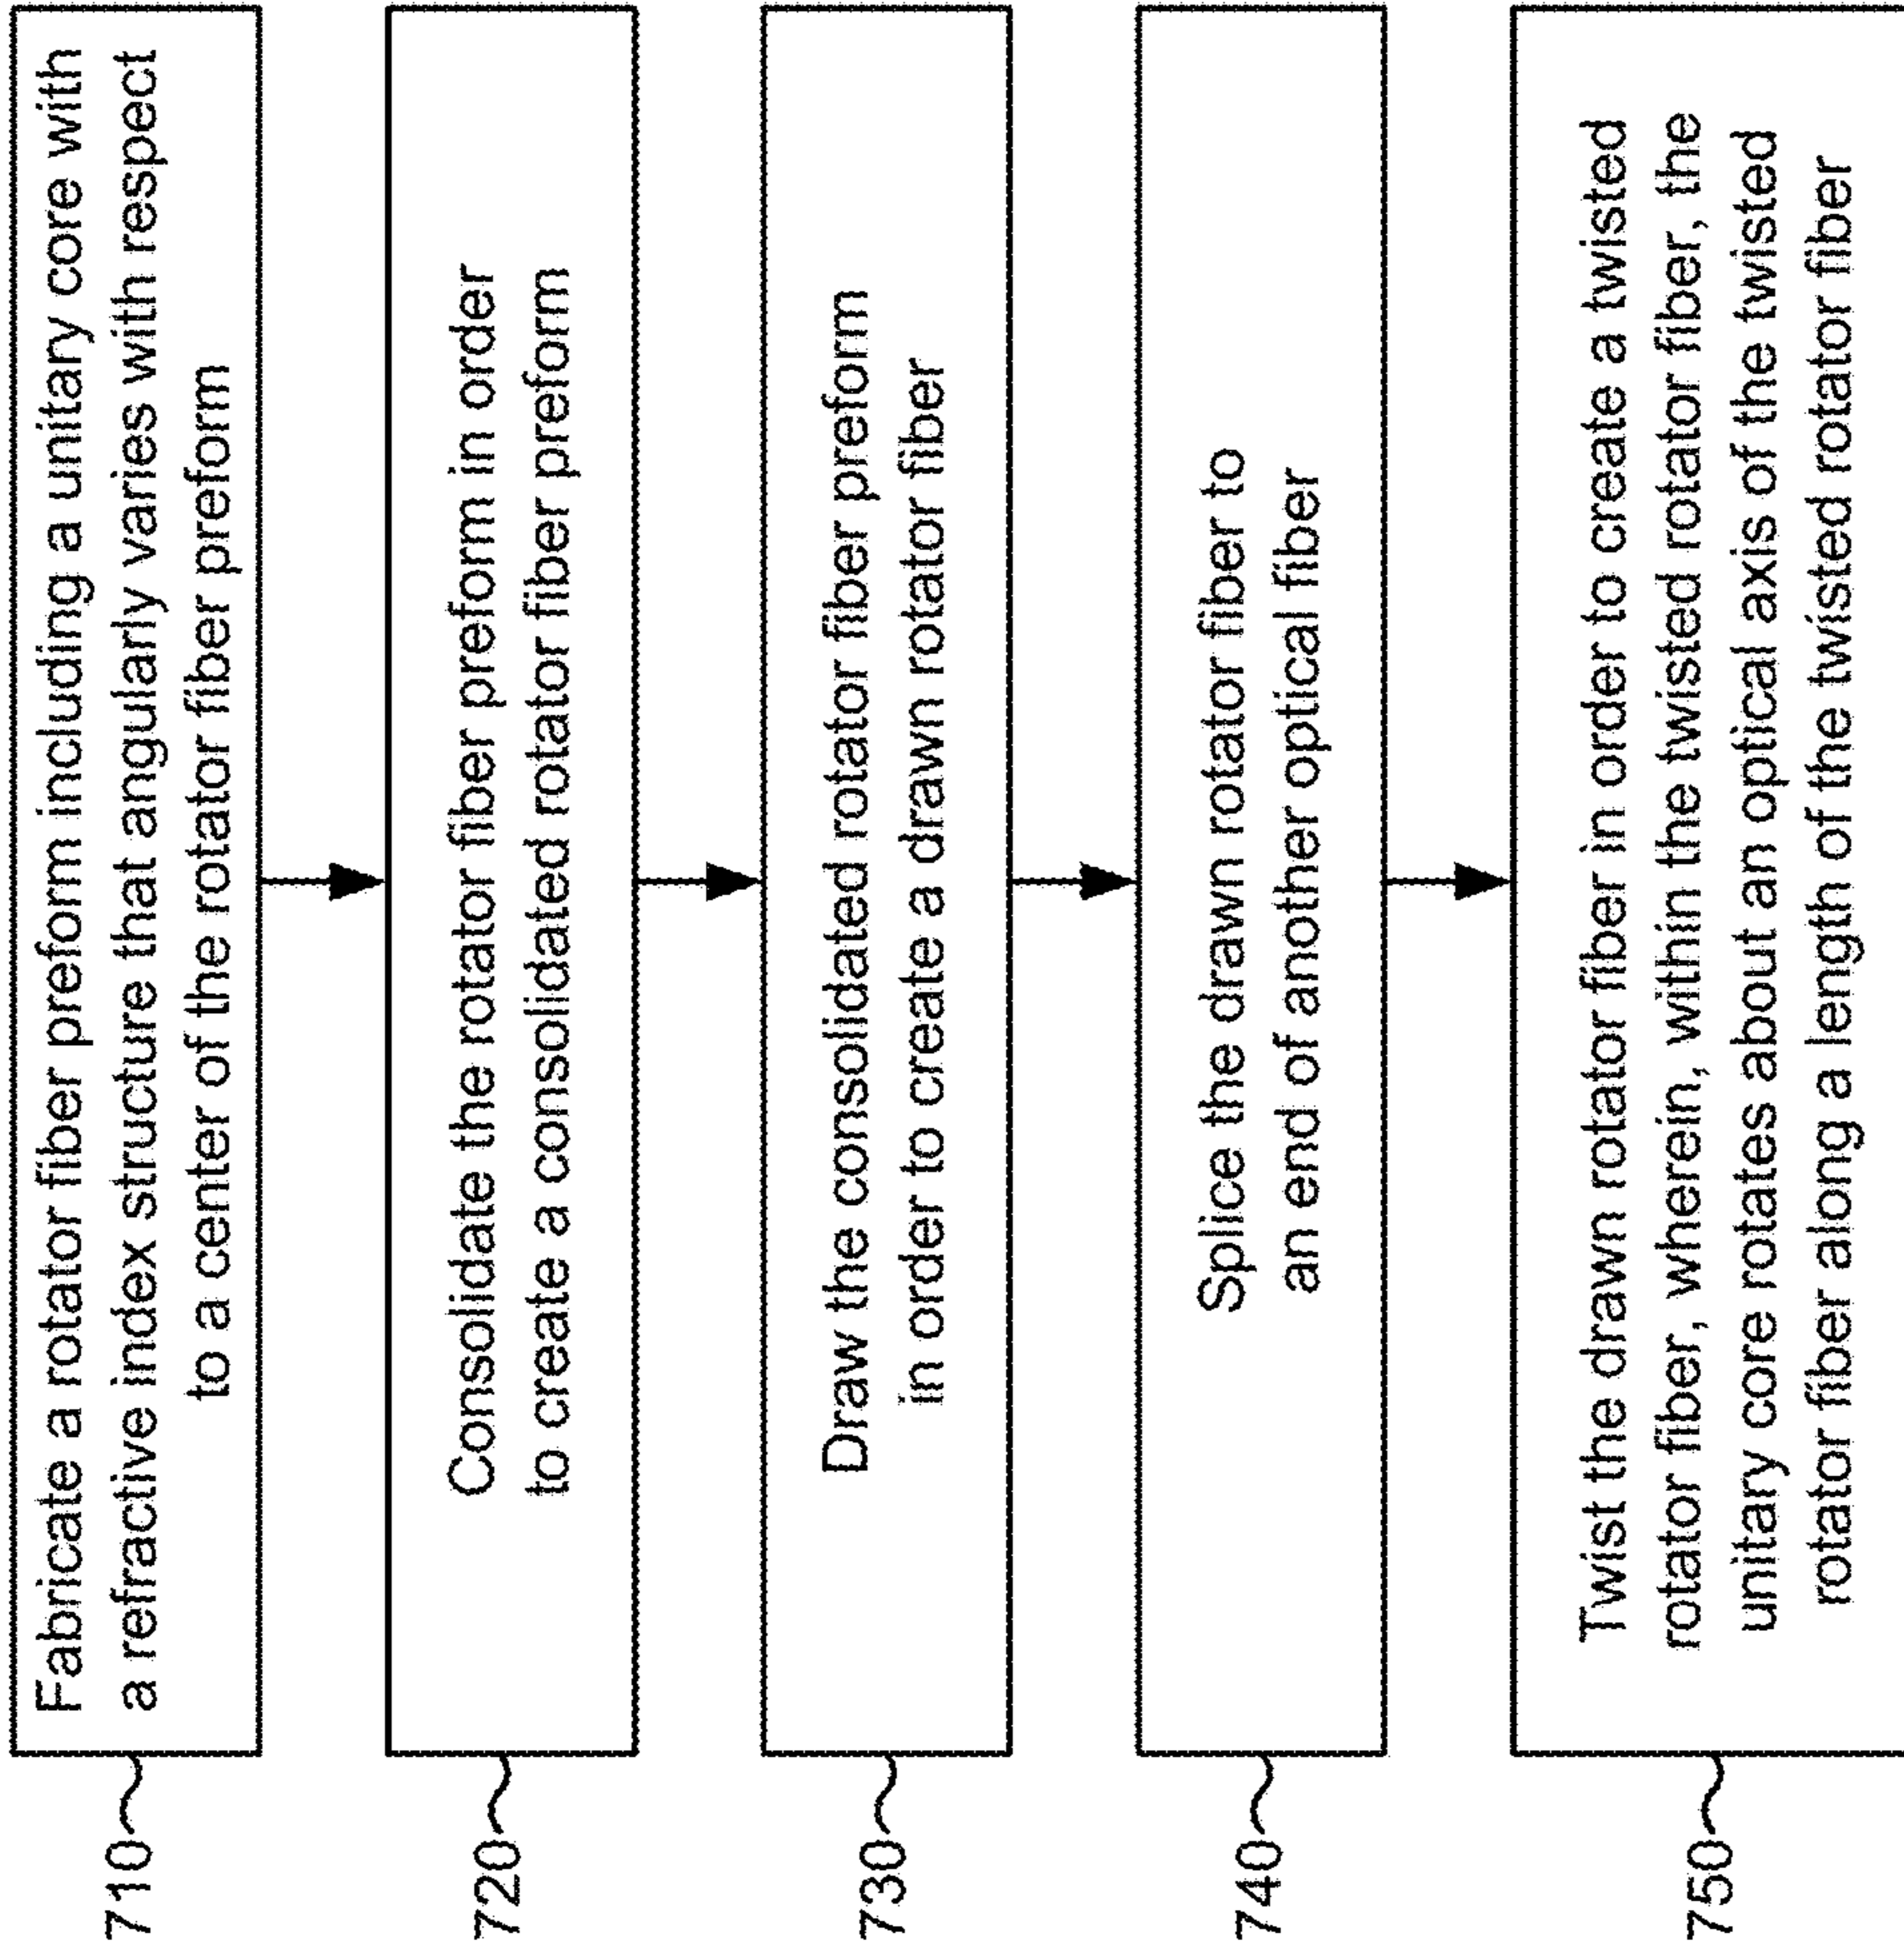 710
Fabricate a rotator fiber preform including a unitary core with
a refractive index structure that angularly varies with respect
to a center of the rotator fiber preform
720
Consolidate the rotator fiber preform in order
to create a consolidated rotator fiber preform
730
Draw the consolidated rotator fiber preform
in order to create a drawn rotator fiber
740
Splice the drawn rotator fiber to
an end of another optical fiber
750
Twist the drawn rotator fiber in order to create a twisted
rotator fiber, wherein, within the twisted rotator fiber, the
unitary core rotates about an optical axis of the twisted
rotator fiber along a length of the twisted rotator fiber